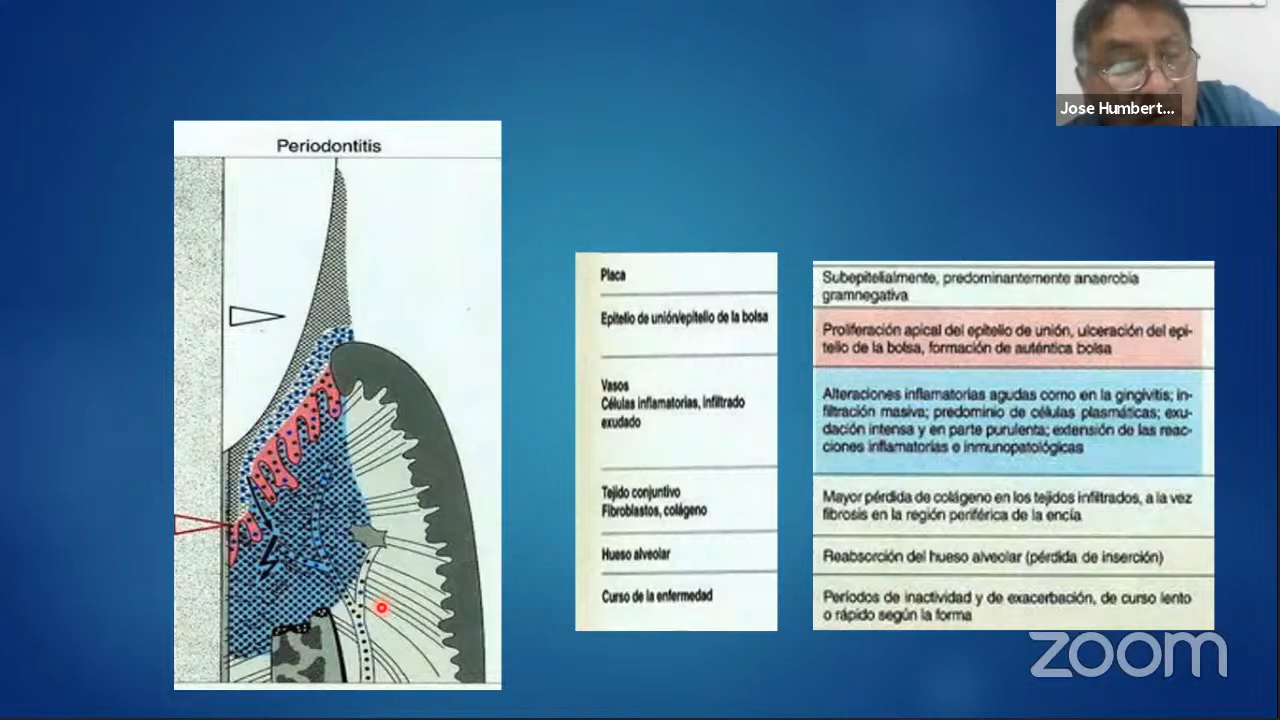 Jose Humbert...
Periodontitis
Placa
Epitelio de unión/epitelio de la bolsa
Vasos
Células inflamatorias, infiltrado
exudado
Tejido conjuntivo
Fibroblastos, colágeno
Hueso alveolar
Curso de la enfermedad
Subepitelialmente, predominantemente anaerobia
gramnegativa
Proliferación apical del epitelio de unión, ulceración del epi-
telio de la bolsa, formación de auténtica bolsa
Alteraciones inflamatorias agudas como en la gingivitis; in-
filtración masiva; predominio de células plasmáticas; exu-
dación intensa y en parte purulenta; extensión de las reac-
ciones inflamatorias e inmunopatológicas
Mayor pérdida de colágeno en los tejidos infiltrados, a la vez
fibrosis en la región periférica de la encía
Reabsorción del hueso alveolar (pérdida de inserción)
Períodos de inactividad y de exacerbación, de curso lento
o rápido según la forma
zoom